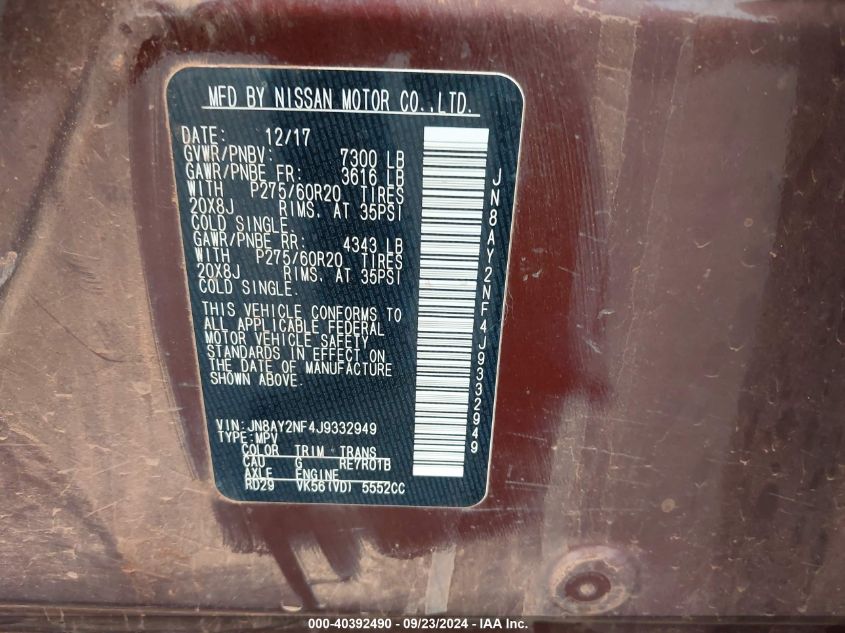 MFD BY NISSAN MOTOR CO.,LTD.
DATE: 12/17
GVWR/PNBV: 7300 LB
GAWR/PNBE FR: 3616 LB
WITH P275/60R20 TIRES
20X8J RIMS. AT 35PSI
COLD SINGLE.
GAWR/PNBE RR: 4343 LB
WITH P275/60R20 TIRES
20X8J RIMS. AT 35PSI
COLD SINGLE.
THIS VEHICLE CONFORMS TO
ALL APPLICABLE FEDERAL
MOTOR VEHICLE SAFETY
STANDARDS IN EFFECT ON
THE DATE OF MANUFACTURE
SHOWN ABOVE.
VIN:JN8AY2NF4J9332949
TYPE:MPV
COLOR TRIM TRANS
CAU G RE7R01B
AXLE ENGINE
RD29 VK56(VD) 5552CC
JN8AY2NF4J9332949
000-40392490 - 09/23/2024 - IAA Inc.